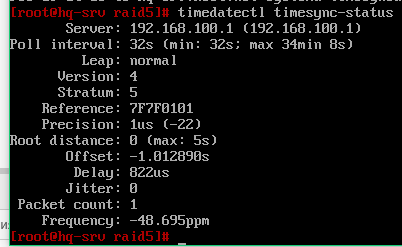 [root@hq-srv raid5]# timedatectl timesync-status
Server: 192.168.100.1 (192.168.100.1)
Poll interval: 32s (min: 32s; max 34min 8s)
Leap: normal
Version: 4
Stratum: 5
Reference: 7F7F0101
Precision: 1us (-22)
Root distance: 0 (max: 5s)
Offset: -1.012890s
Delay: 822us
Jitter: 0
Packet count: 1
Frequency: -48.695ppm
[root@hq-srv raid5]#